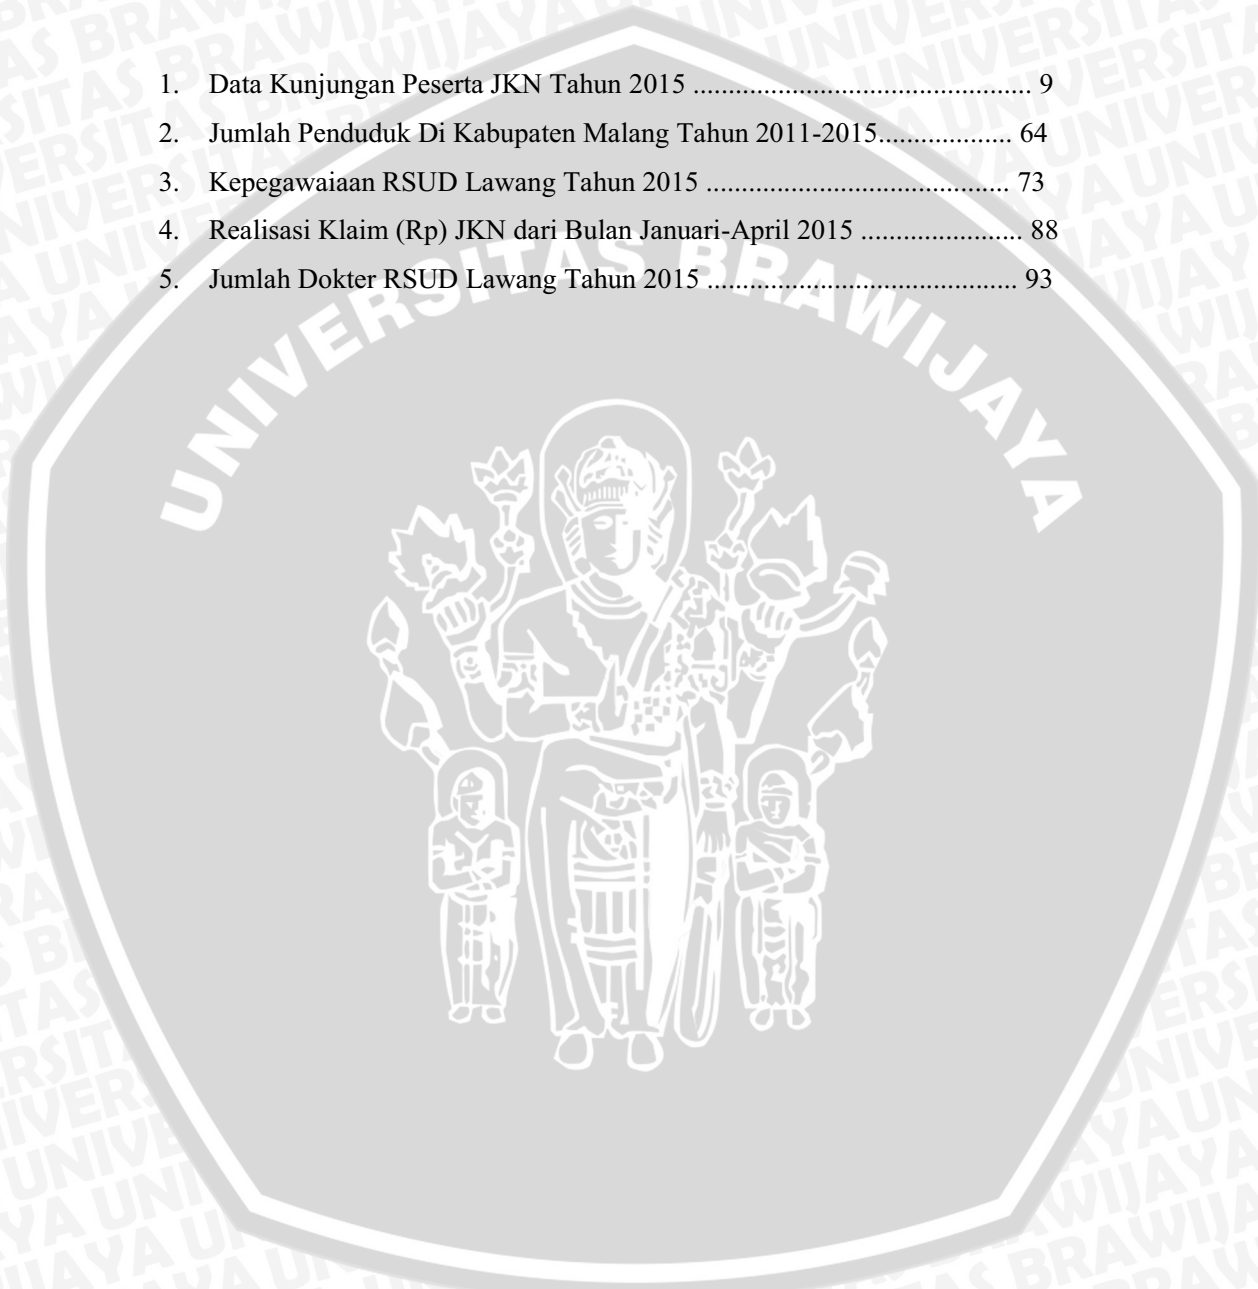 1. Data Kunjungan Peserta JKN Tahun 2015 ................................................ 9
2. Jumlah Penduduk Di Kabupaten Malang Tahun 2011-2015................... 64
3. Kepegawaiaan RSUD Lawang Tahun 2015 ........................................... 73
4. Realisasi Klaim (Rp) JKN dari Bulan Januari-April 2015 ....................... 88
5. Jumlah Dokter RSUD Lawang Tahun 2015 ............................................ 93
UNIVERSITAS BRAWIJAYA